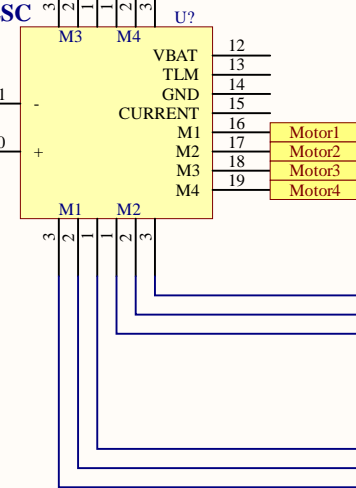 SC
3 2 1 1 2 3
U?
M3 M4
VBAT 12
TLM 13
GND 14
CURRENT 15
1 -
M1 16 Motor1
0 +
M2 17 Motor2
M3 18 Motor3
M4 19 Motor4
M1 M2
3 2 1 1 2 3